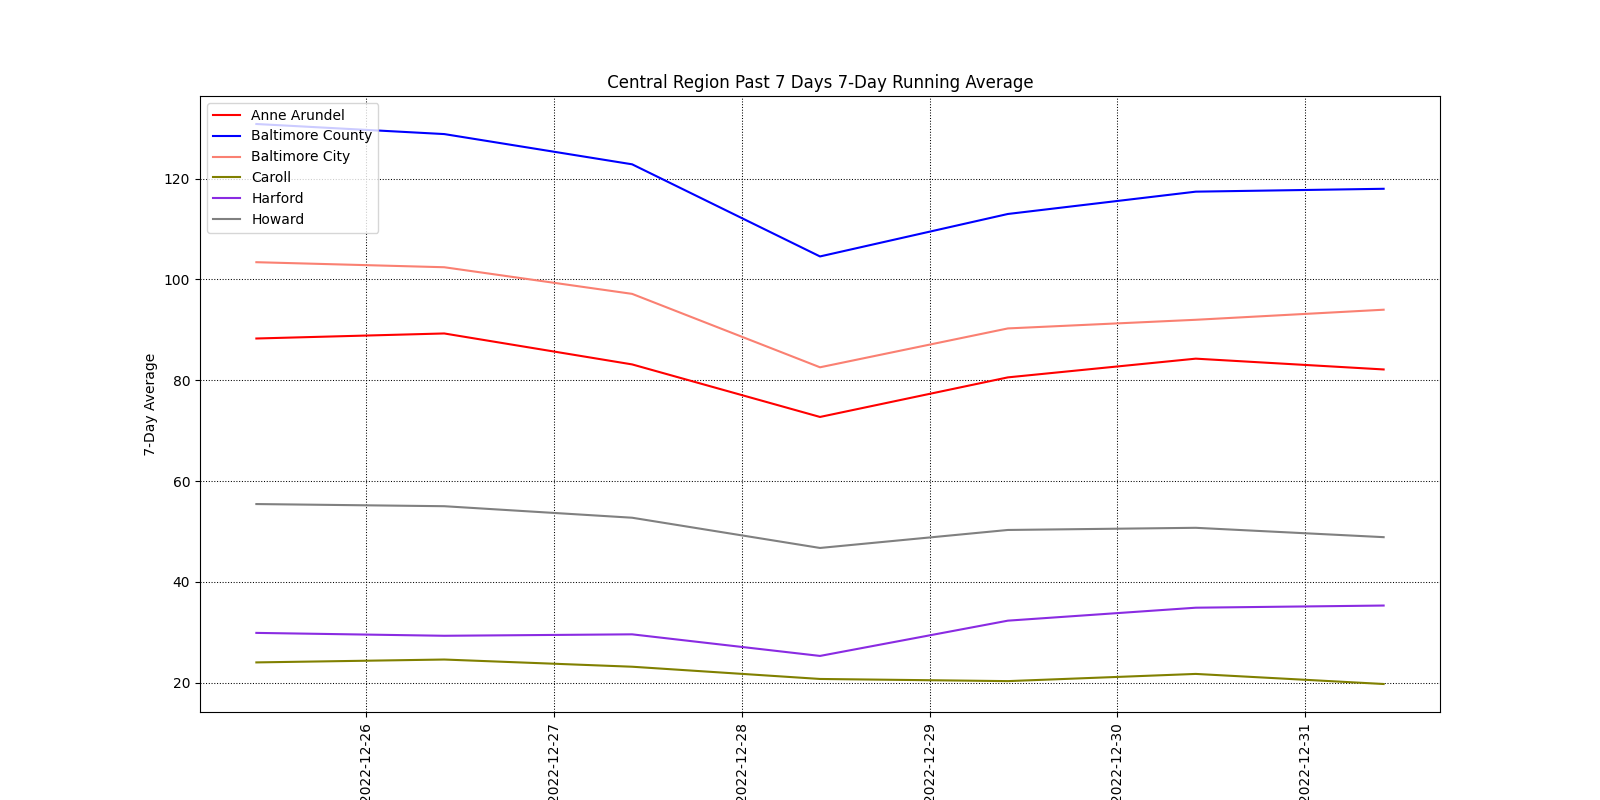 Central Region Past 7 Days 7-Day Running Average
Anne Arundel
Baltimore County
Baltimore City
Caroll
Harford
Howard
7-Day Average
120
100
80
60
40
20
2022-12-26
2022-12-27
2022-12-28
2022-12-29
2022-12-30
2022-12-31